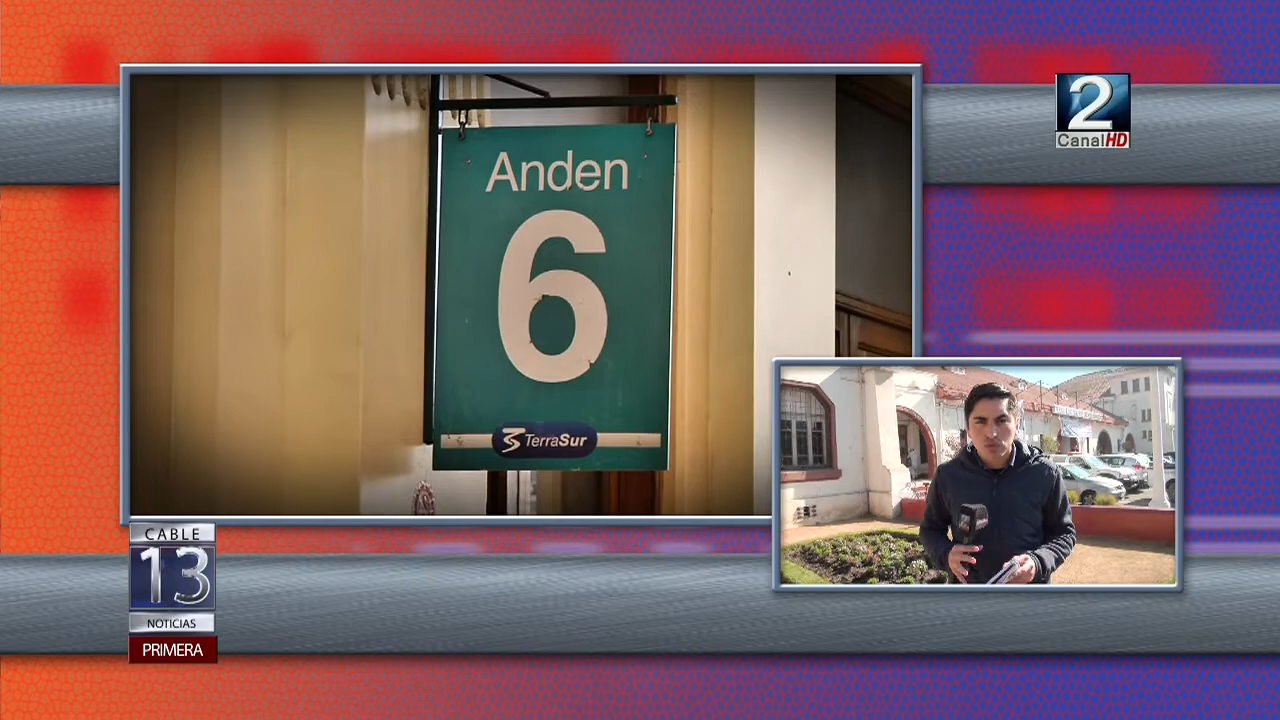 2
CanalHD
Anden
6
TerraSur
CABLE
13
NOTICIAS
PRIMERA